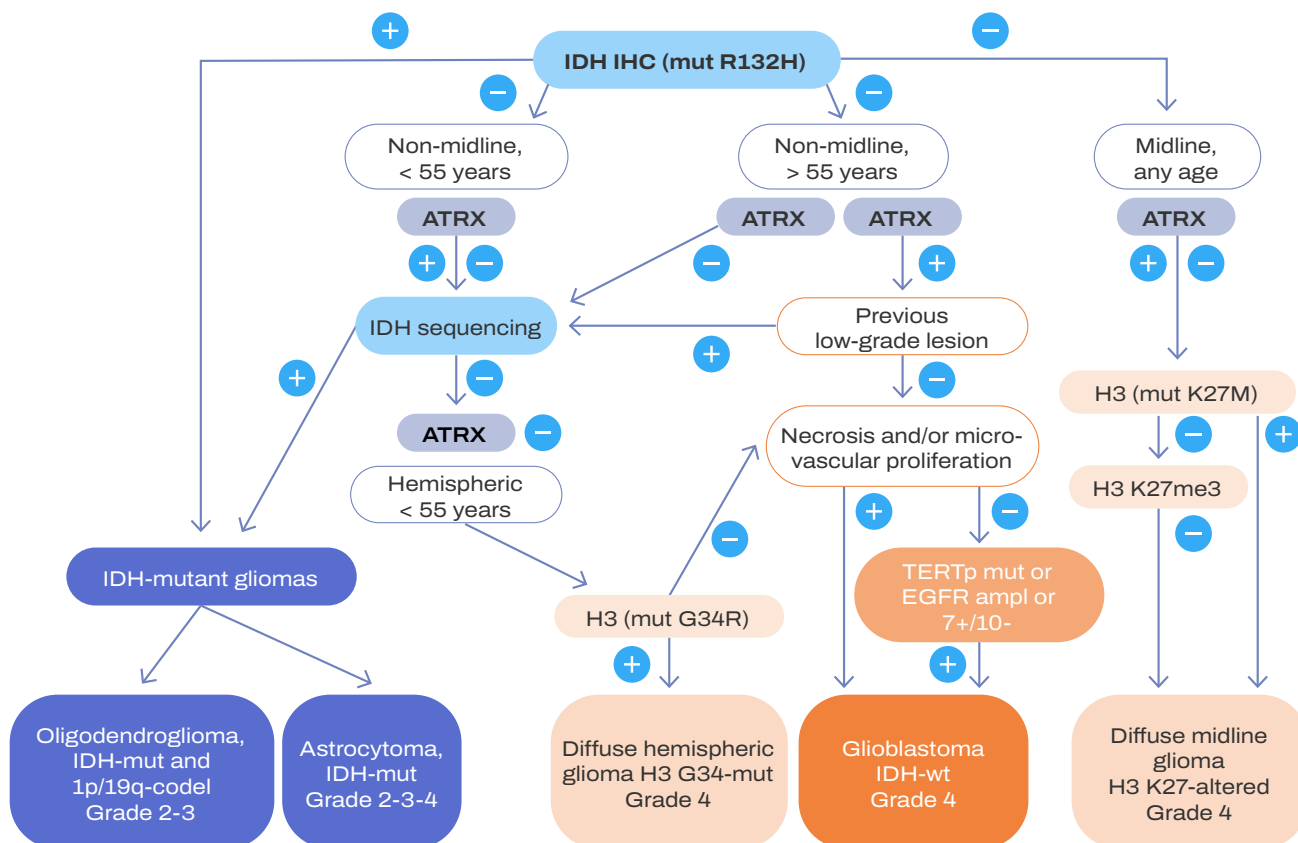 +
−
IDH IHC (mut R132H)
−
−
Non-midline,
< 55 years
Non-midline,
> 55 years
Midline,
any age
ATRX
ATRX
ATRX
ATRX
+
−
−
+
+
−
IDH sequencing
Previous
low-grade lesion
+
+
−
−
H3 (mut K27M)
ATRX
−
Necrosis and/or micro-
vascular proliferation
−
+
Hemispheric
< 55 years
H3 K27me3
−
+
−
−
IDH-mutant gliomas
TERTp mut or
EGFR ampl or
7+/10-
H3 (mut G34R)
+
+
Oligodendroglioma,
IDH-mut and
1p/19q-codel
Grade 2-3
Astrocytoma,
IDH-mut
Grade 2-3-4
Diffuse hemispheric
glioma H3 G34-mut
Grade 4
Glioblastoma
IDH-wt
Grade 4
Diffuse midline
glioma
H3 K27-altered
Grade 4